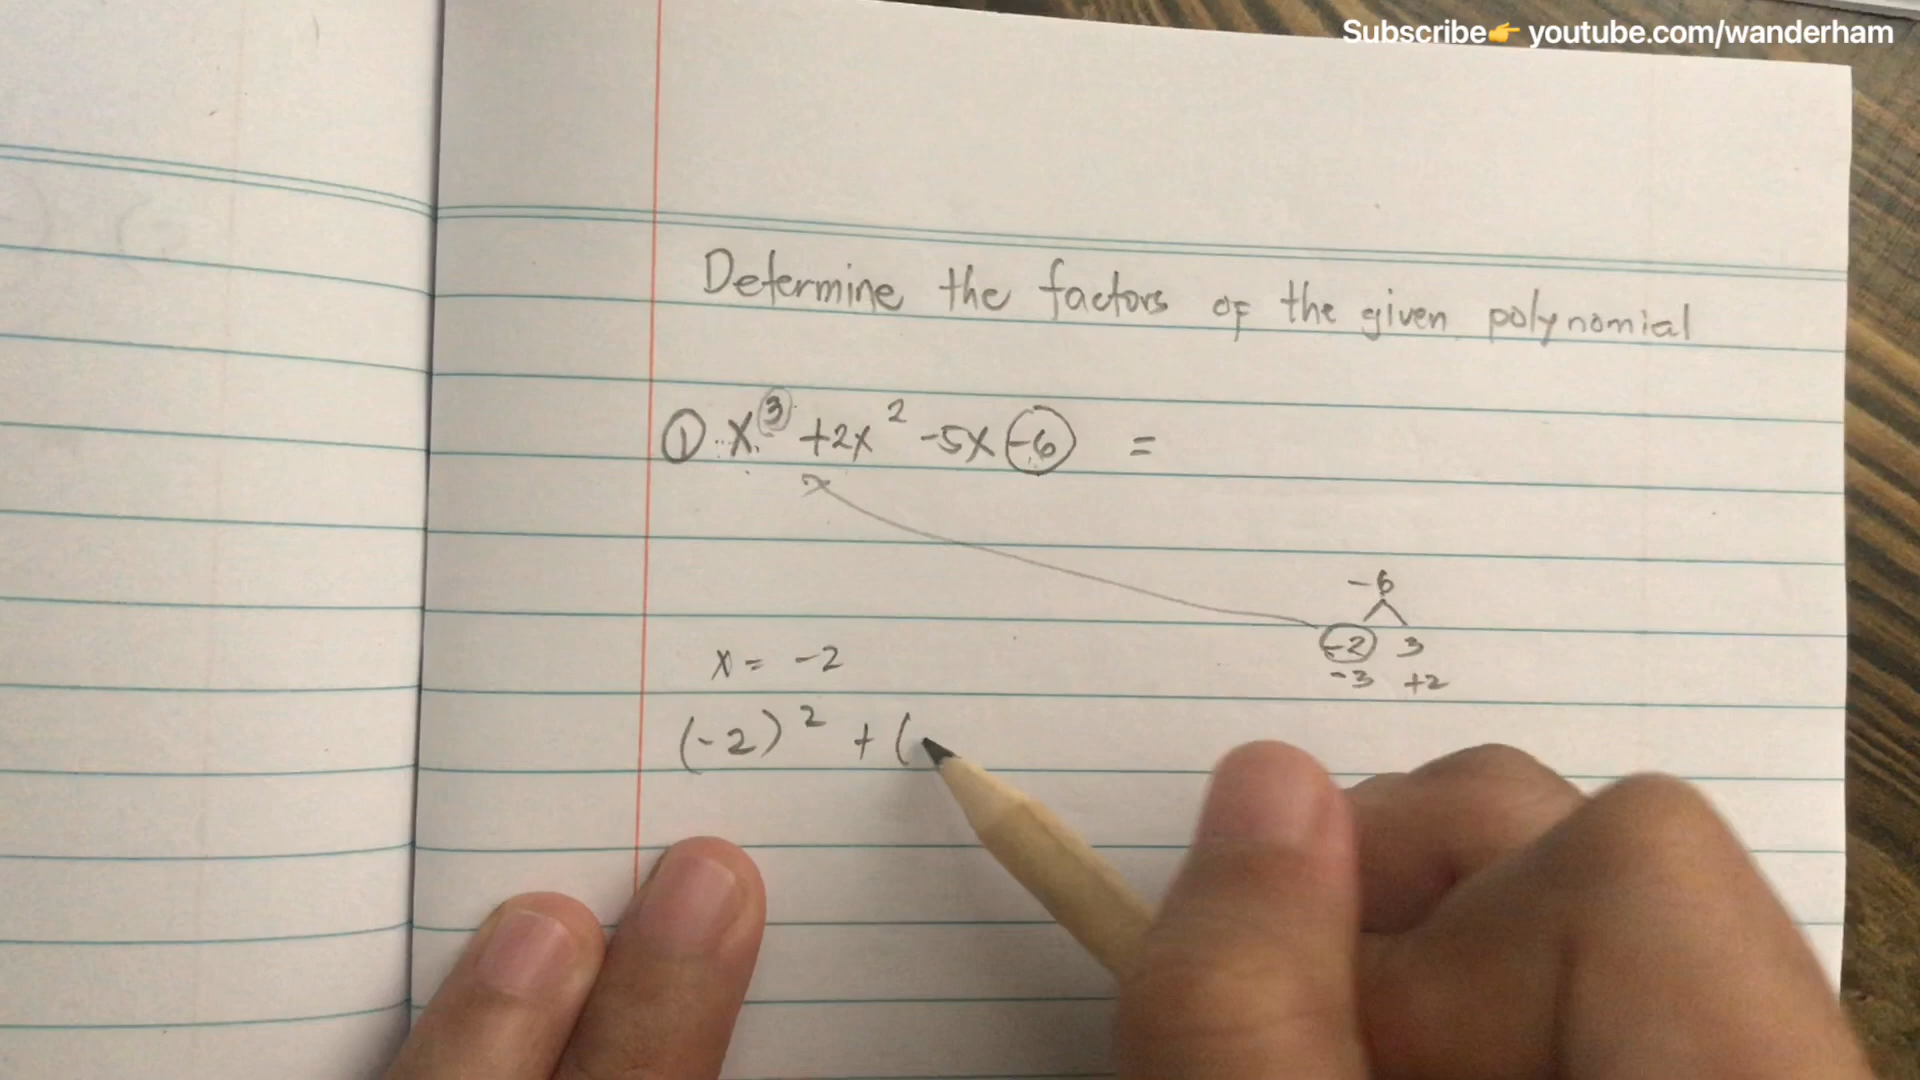 Subscribe👉 youtube.com/wanderham
Determine the factors of the given polynomial
① x³ +2x² -5x -6 =
-6
-2 3
x = -2
-3 +2
(-2)² + (